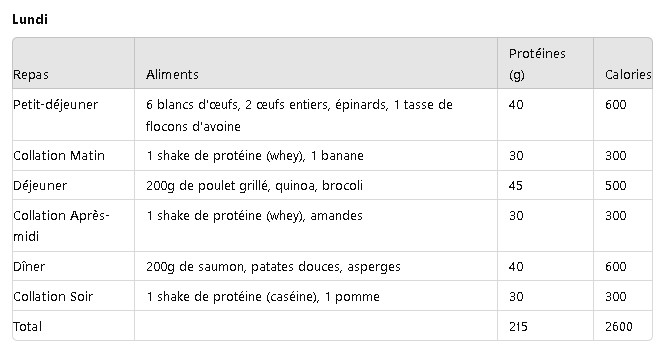 Lundi
Protéines
Repas Aliments (g) Calories
Petit-déjeuner 6 blancs d'œufs, 2 œufs entiers, épinards, 1 tasse de 40 600
flocons d'avoine
Collation Matin 1 shake de protéine (whey), 1 banane 30 300
Déjeuner 200g de poulet grillé, quinoa, brocoli 45 500
Collation Après- 1 shake de protéine (whey), amandes 30 300
midi
Dîner 200g de saumon, patates douces, asperges 40 600
Collation Soir 1 shake de protéine (caséine), 1 pomme 30 300
Total 215 2600